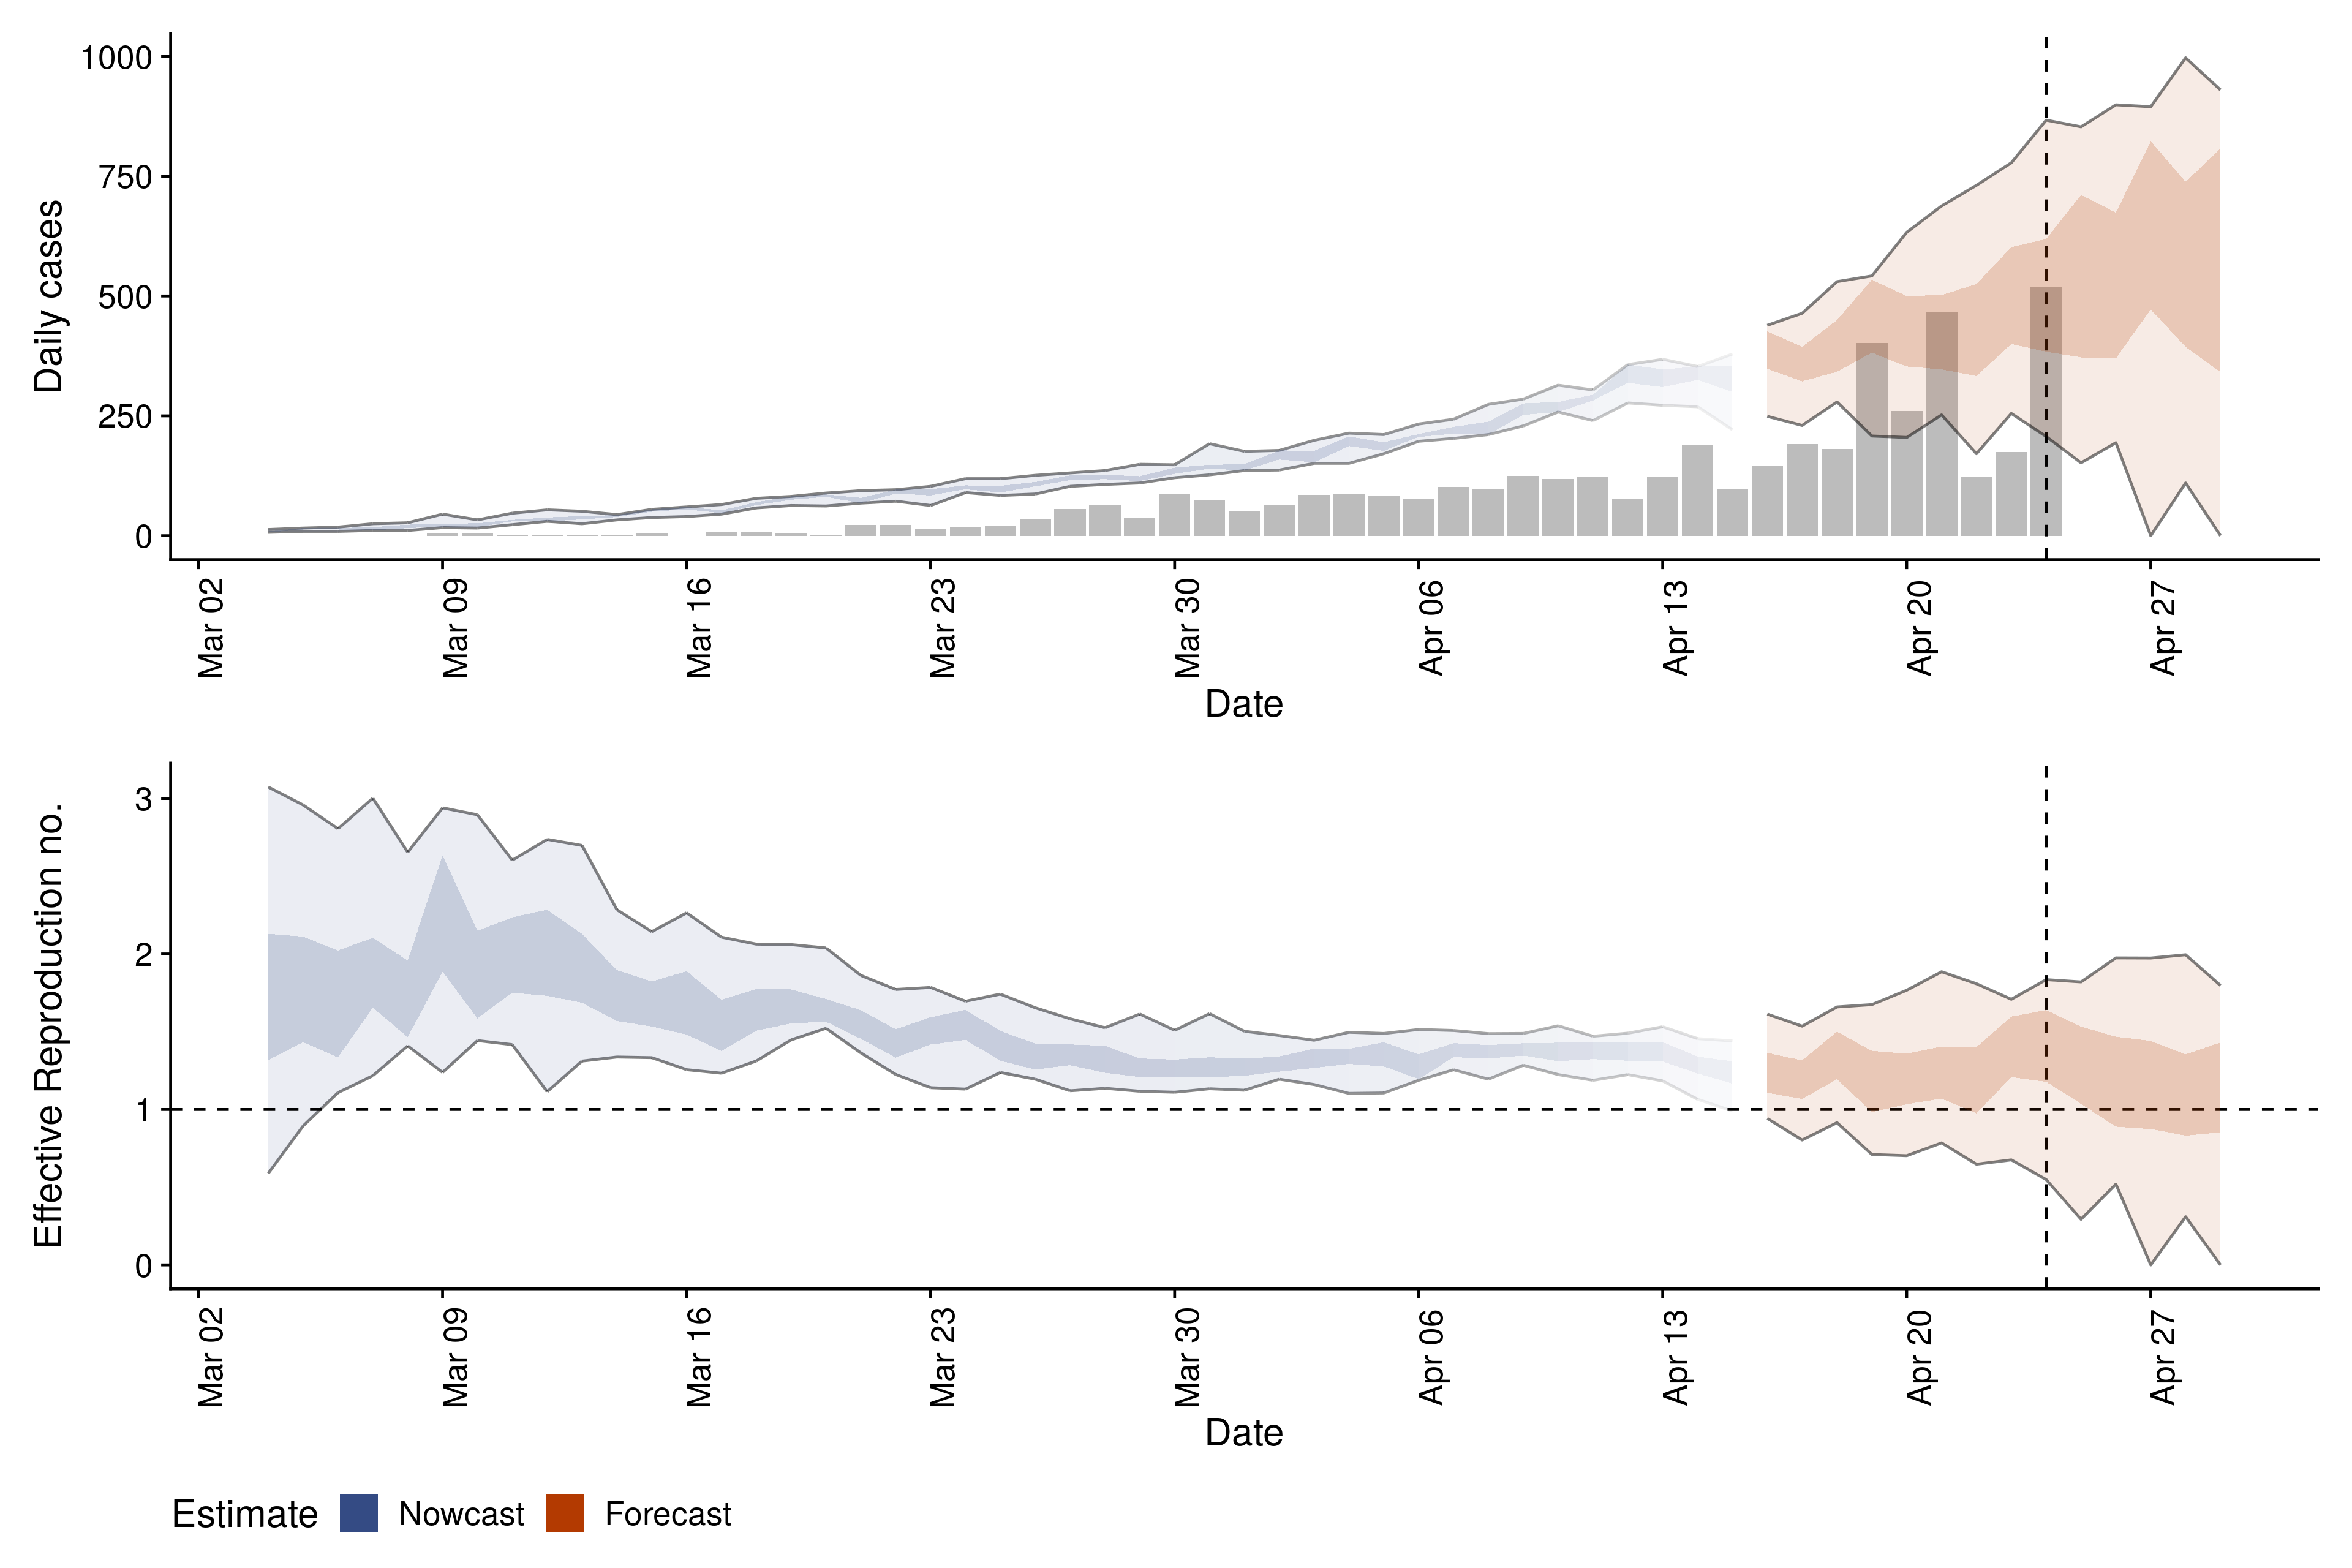 Daily cases
1000
750
500
250
0
Mar 02
Mar 09
Mar 16
Mar 23
Mar 30
Apr 06
Apr 13
Apr 20
Apr 27
Date
Effective Reproduction no.
3
2
1
0
Mar 02
Mar 09
Mar 16
Mar 23
Mar 30
Apr 06
Apr 13
Apr 20
Apr 27
Date
Estimate Nowcast Forecast